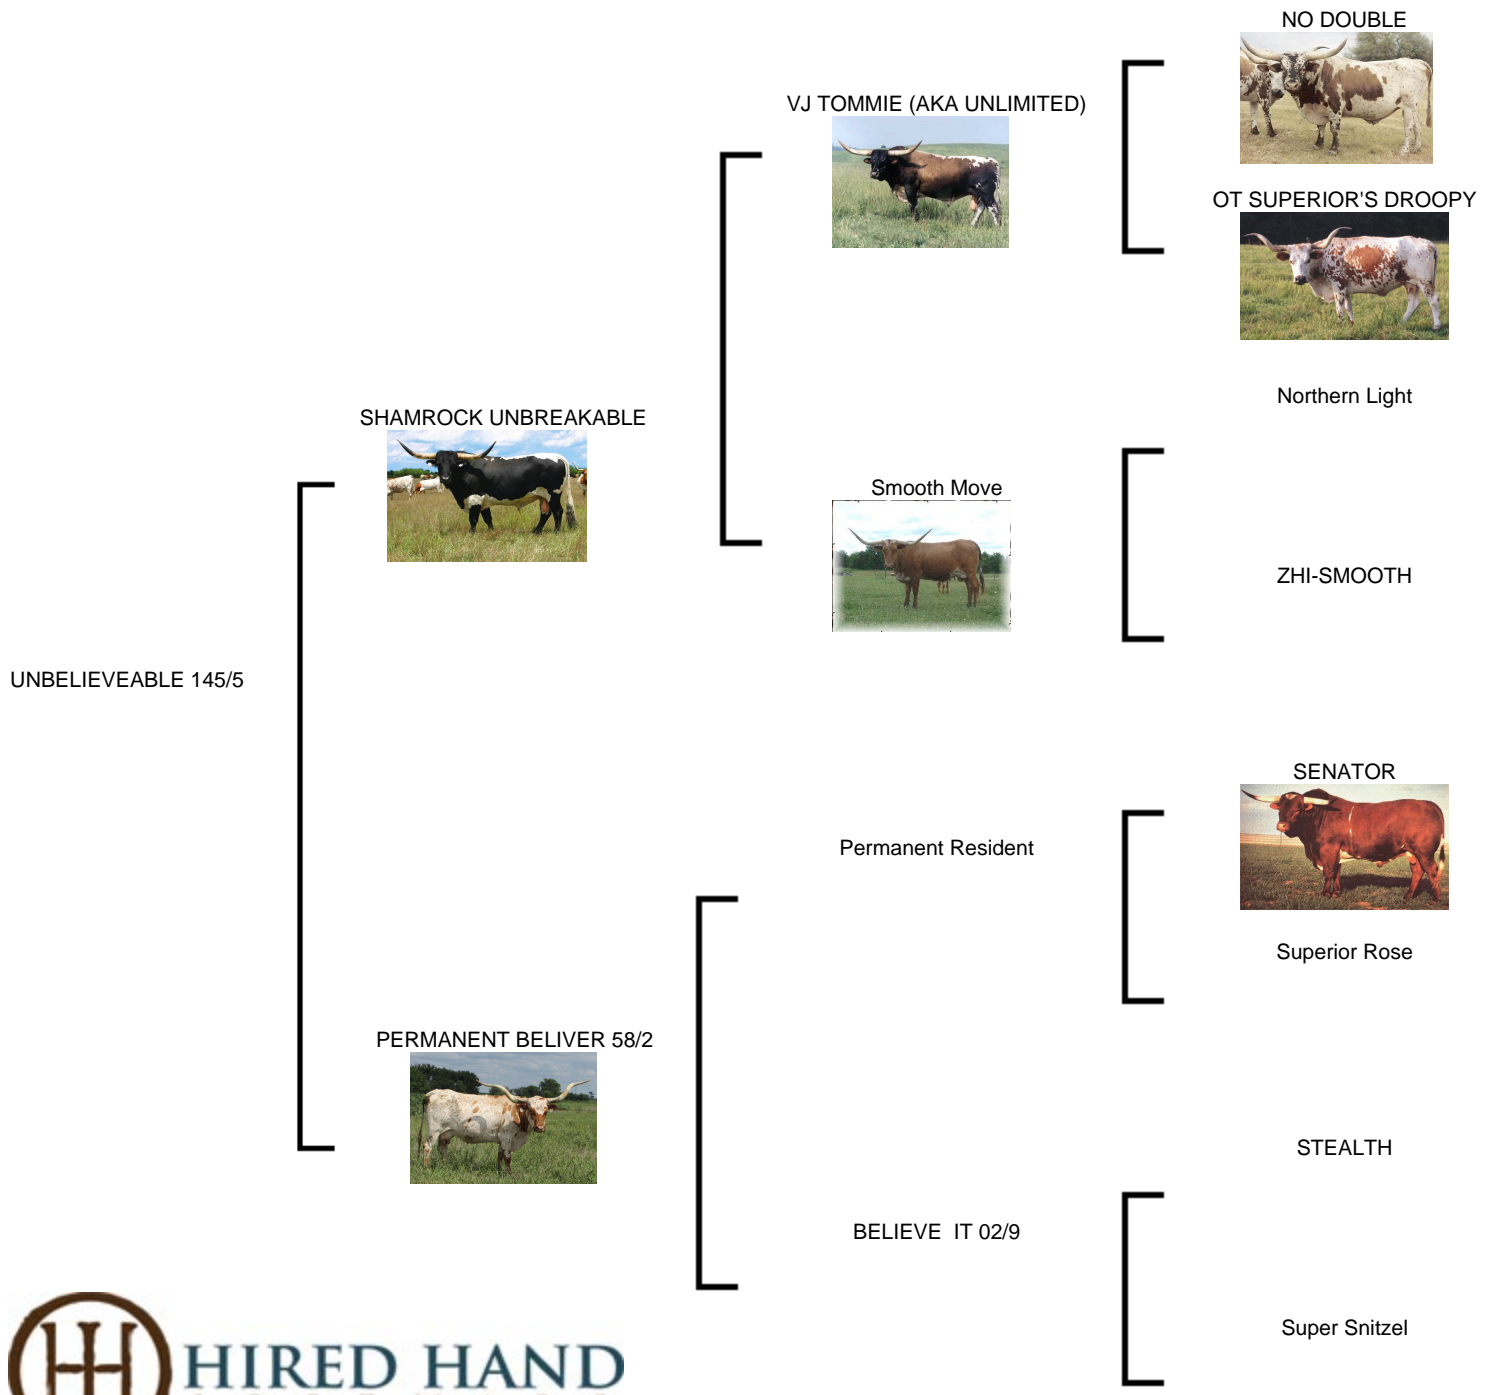 NO DOUBLE
VJ TOMMIE (AKA UNLIMITED)
OT SUPERIOR'S DROOPY
Northern Light
SHAMROCK UNBREAKABLE
Smooth Move
ZHI-SMOOTH
UNBELIEVEABLE 145/5
SENATOR
Permanent Resident
Superior Rose
PERMANENT BELIVER 58/2
STEALTH
BELIEVE IT 02/9
Super Snitzel
HIRED HAND